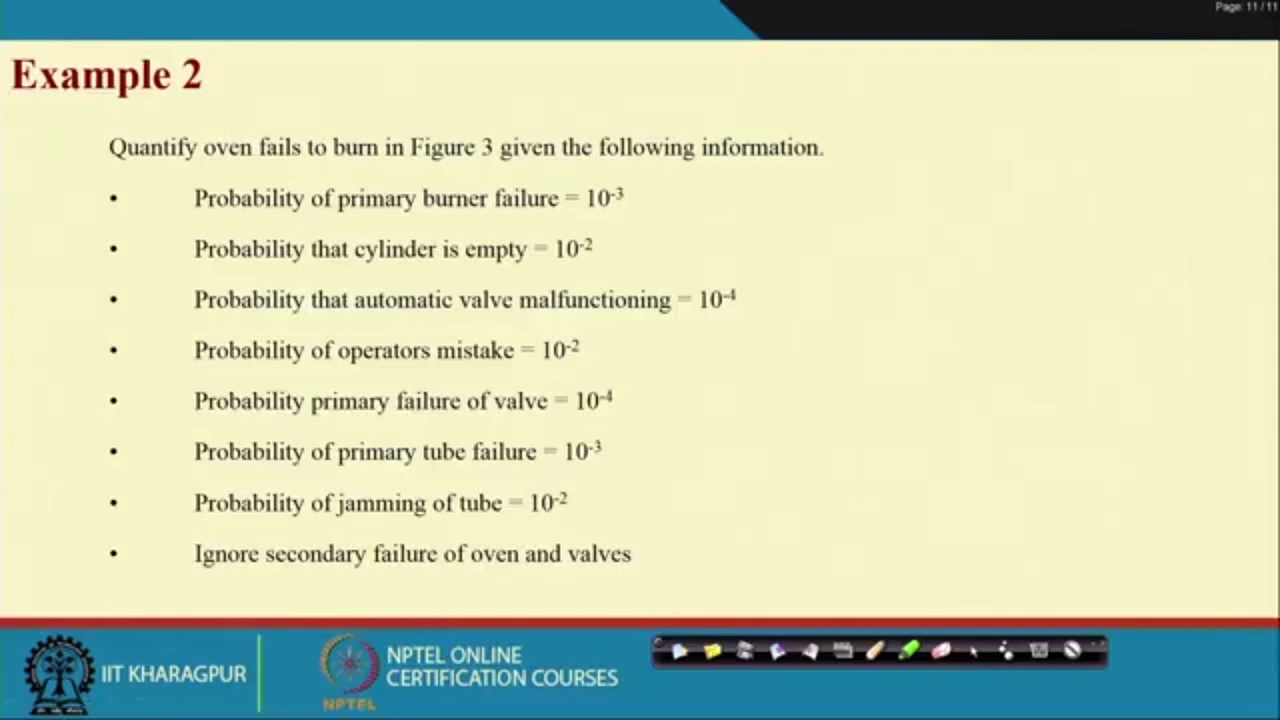 Page: 11 / 11
Example 2
Quantify oven fails to burn in Figure 3 given the following information.
• Probability of primary burner failure = 10⁻³
• Probability that cylinder is empty = 10⁻²
• Probability that automatic valve malfunctioning = 10⁻⁴
• Probability of operators mistake = 10⁻²
• Probability primary failure of valve = 10⁻⁴
• Probability of primary tube failure = 10⁻³
• Probability of jamming of tube = 10⁻²
• Ignore secondary failure of oven and valves
IIT KHARAGPUR
NPTEL
NPTEL ONLINE
CERTIFICATION COURSES